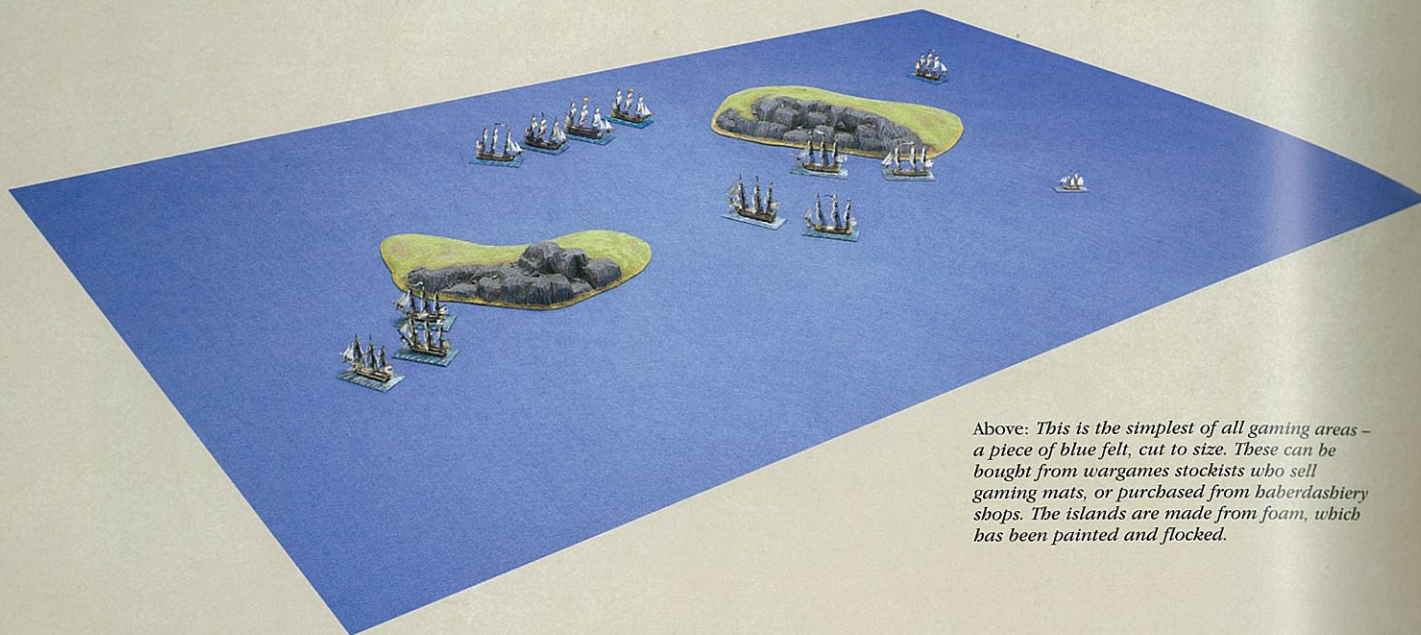 Above: This is the simplest of all gaming areas –
a piece of blue felt, cut to size. These can be
bought from wargames stockists who sell
gaming mats, or purchased from haberdashiery
shops. The islands are made from foam, which
has been painted and flocked.